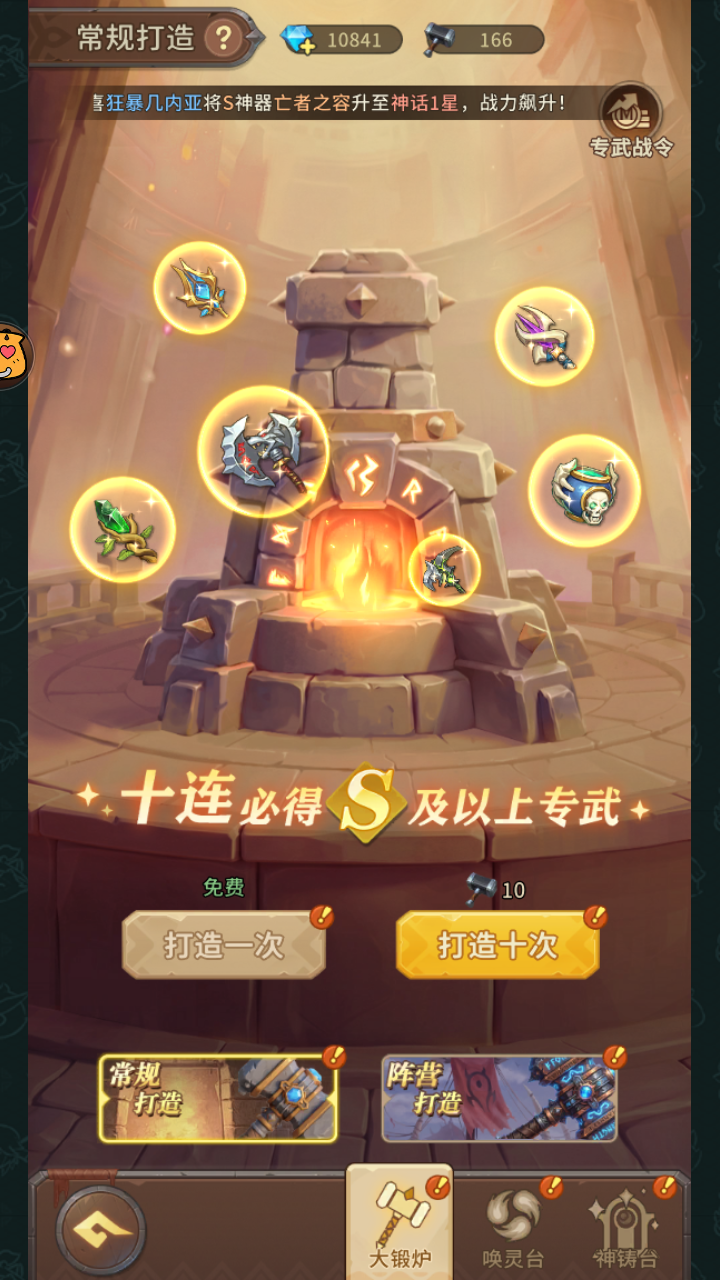 常规打造
?
10841
166
喜狂暴几内亚将S神器亡者之容升至神话1星，战力飙升！
专武战令
十连必得S及以上专武
免费
10
打造一次
打造十次
常规
打造
阵营
打造
大锻炉
唤灵台
神铸台